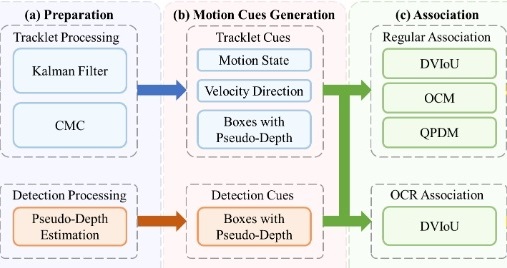 (a) Preparation
Tracklet Processing
Kalman Filter
CMC
Detection Processing
Pseudo-Depth
Estimation
(b) Motion Cues Generation
Tracklet Cues
Motion State
Velocity Direction
Boxes with
Pseudo-Depth
Detection Cues
Boxes with
Pseudo-Depth
(c) Association
Regular Association
DVIoU
OCM
QPDM
OCR Association
DVIoU